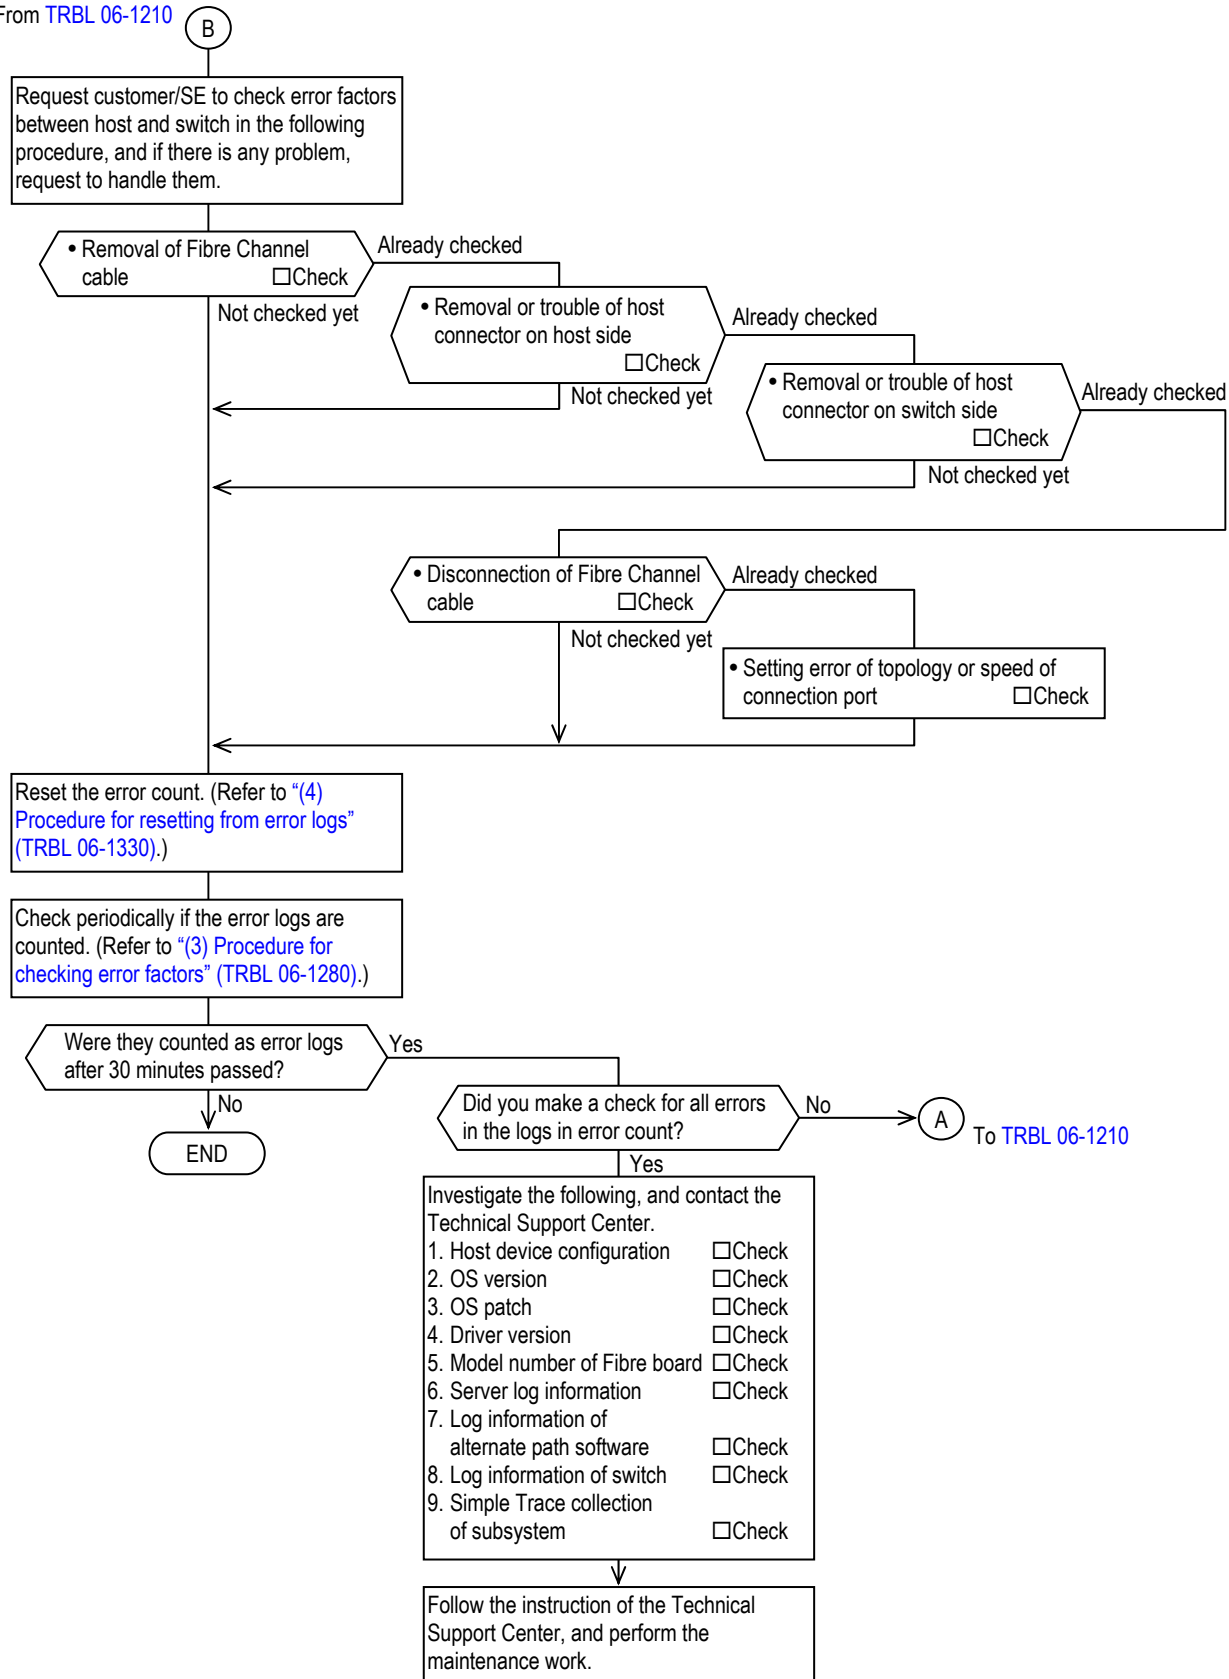 From TRBL 06-1210
B
Request customer/SE to check error factors
between host and switch in the following
procedure, and if there is any problem,
request to handle them.
• Removal of Fibre Channel
cable □Check
Already checked
Not checked yet
• Removal or trouble of host
connector on host side
□Check
Already checked
Not checked yet
• Removal or trouble of host
connector on switch side
□Check
Already checked
Not checked yet
• Disconnection of Fibre Channel
cable □Check
Already checked
Not checked yet
• Setting error of topology or speed of
connection port □Check
Reset the error count. (Refer to “(4)
Procedure for resetting from error logs”
(TRBL 06-1330).)
Check periodically if the error logs are
counted. (Refer to “(3) Procedure for
checking error factors” (TRBL 06-1280).)
Were they counted as error logs
after 30 minutes passed?
Yes
No
END
Did you make a check for all errors
in the logs in error count?
No
A
To TRBL 06-1210
Yes
Investigate the following, and contact the
Technical Support Center.
1. Host device configuration □Check
2. OS version □Check
3. OS patch □Check
4. Driver version □Check
5. Model number of Fibre board □Check
6. Server log information □Check
7. Log information of
alternate path software □Check
8. Log information of switch □Check
9. Simple Trace collection
of subsystem □Check
Follow the instruction of the Technical
Support Center, and perform the
maintenance work.